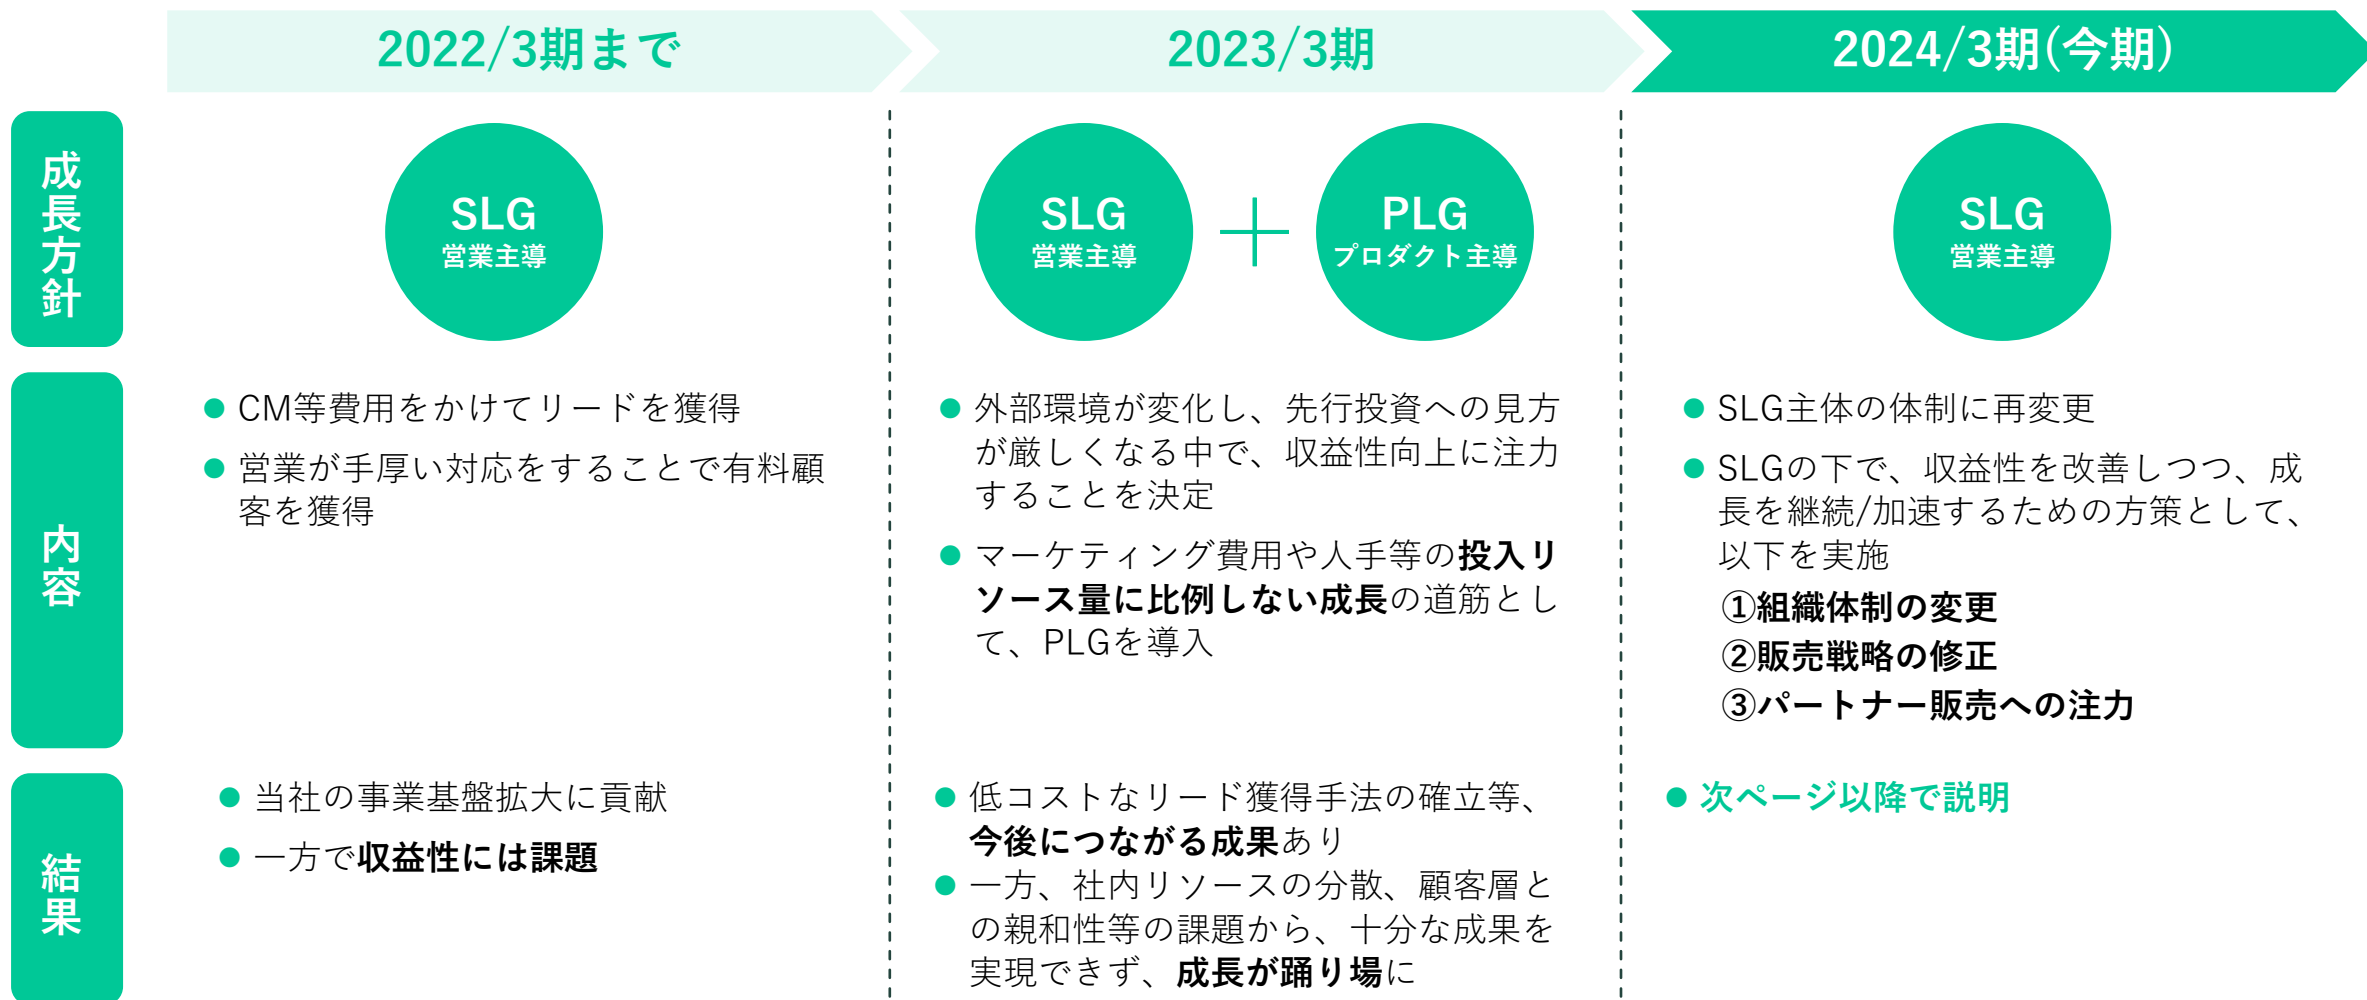 2022/3期まで
2023/3期
2024/3期(今期)
成長方針
SLG
営業主導
SLG
営業主導
PLG
プロダクト主導
SLG
営業主導
内容
● CM等費用をかけてリードを獲得
● 営業が手厚い対応をすることで有料顧
客を獲得
● 外部環境が変化し、先行投資への見方
が厳しくなる中で、収益性向上に注力
することを決定
● マーケティング費用や人手等の投入リ
ソース量に比例しない成長の道筋とし
て、PLGを導入
● SLG主体の体制に再変更
● SLGの下で、収益性を改善しつつ、成
長を継続/加速するための方策として、
以下を実施
①組織体制の変更
②販売戦略の修正
③パートナー販売への注力
結果
● 当社の事業基盤拡大に貢献
● 一方で収益性には課題
● 低コストなリード獲得手法の確立等、
今後につながる成果あり
● 一方、社内リソースの分散、顧客層と
の親和性等の課題から、十分な成果を
実現できず、成長が踊り場に
● 次ページ以降で説明